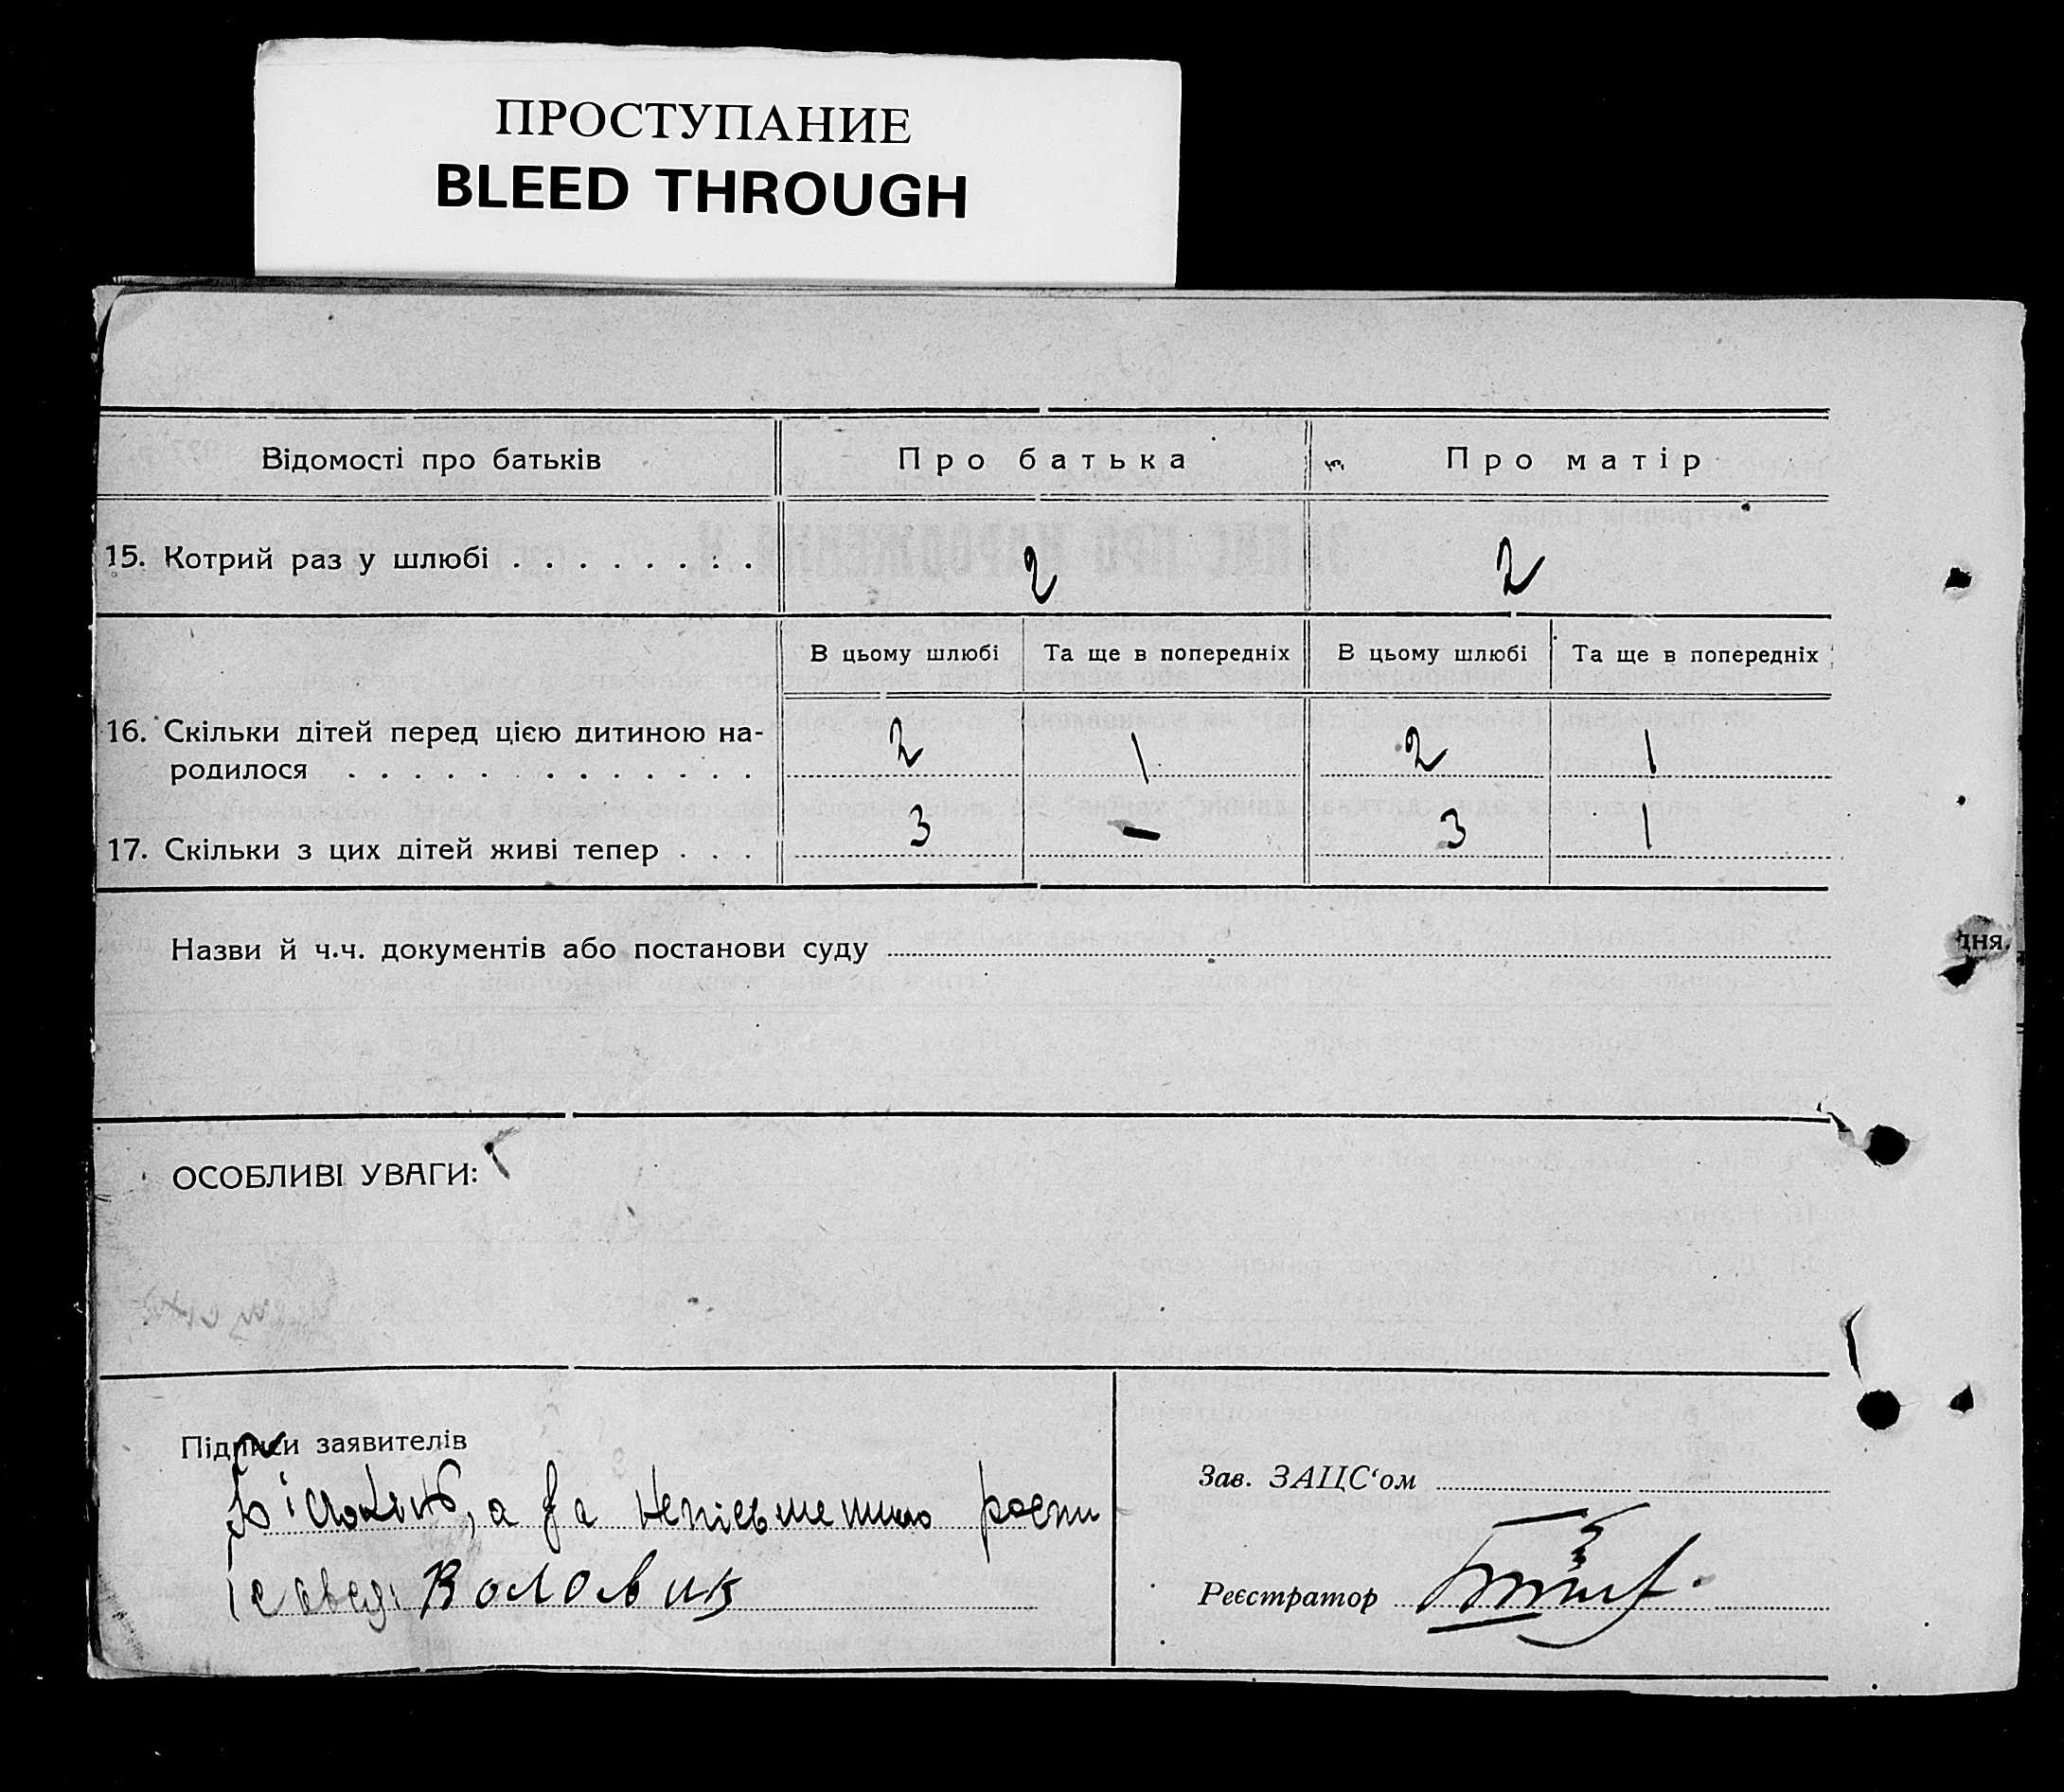 ПРОСТУПАНИЕ
BLEED THROUGH
Відомості про батьків
Про батька
Про матір
15. Котрий раз у шлюбі . . . . . . . . .
2
2
В цьому шлюбі
Та ще в попередніх
В цьому шлюбі
Та ще в попередніх
16. Скільки дітей перед цією дитиною на-
родилося . . . . . . . . . . . . .
2
1
2
1
17. Скільки з цих дітей живі тепер . . .
3
—
3
1
Назви й ч.ч. документів або постанови суду
дня.
ОСОБЛИВІ УВАГИ:
Підписи заявителів
а за
Воловик
Зав. ЗАЦС‘ом
Реєстратор